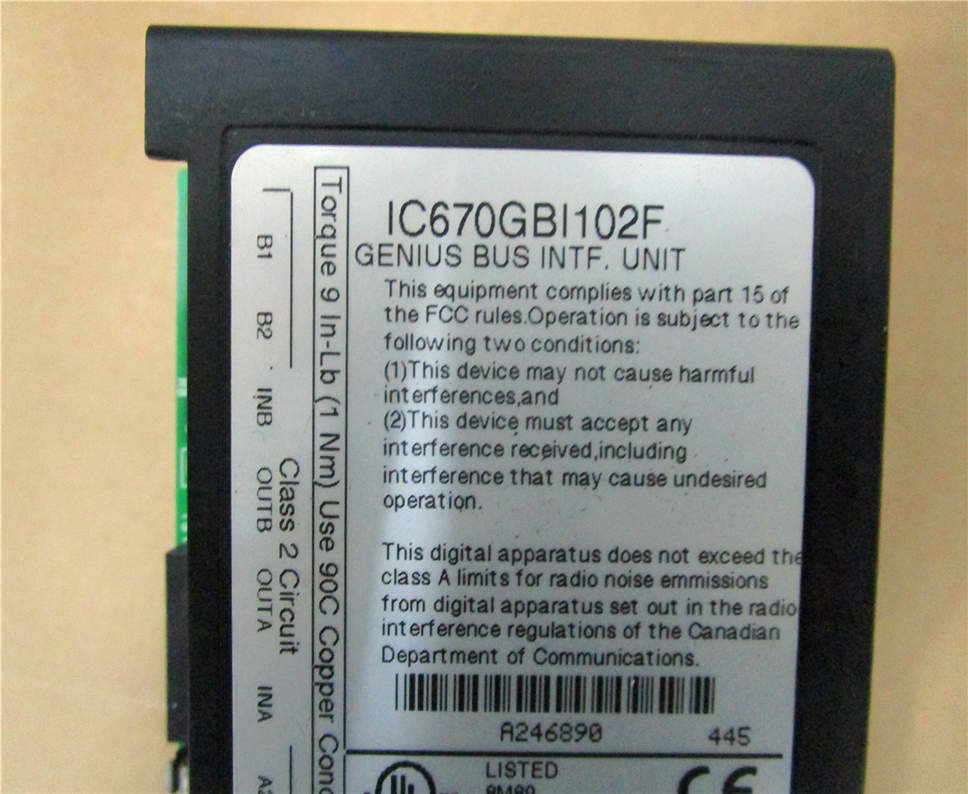 IC670GBI102F
GENIUS BUS INTF. UNIT
This equipment complies with part 15 of
the FCC rules.Operation is subject to the
following two conditions:
(1)This device may not cause harmful
interferences,and
(2)This device must accept any
interference received,including
interference that may cause undesired
operation.
This digital apparatus does not exceed the
class A limits for radio noise emmissions
from digital apparatus set out in the radio
interference regulations of the Canadian
Department of Communications.
A246890 445
UL
LISTED
CE
Torque 9 In-Lb (1 Nm) Use 90C Copper
Class 2 Circuit
B1 B2 INB OUTB OUTA INA